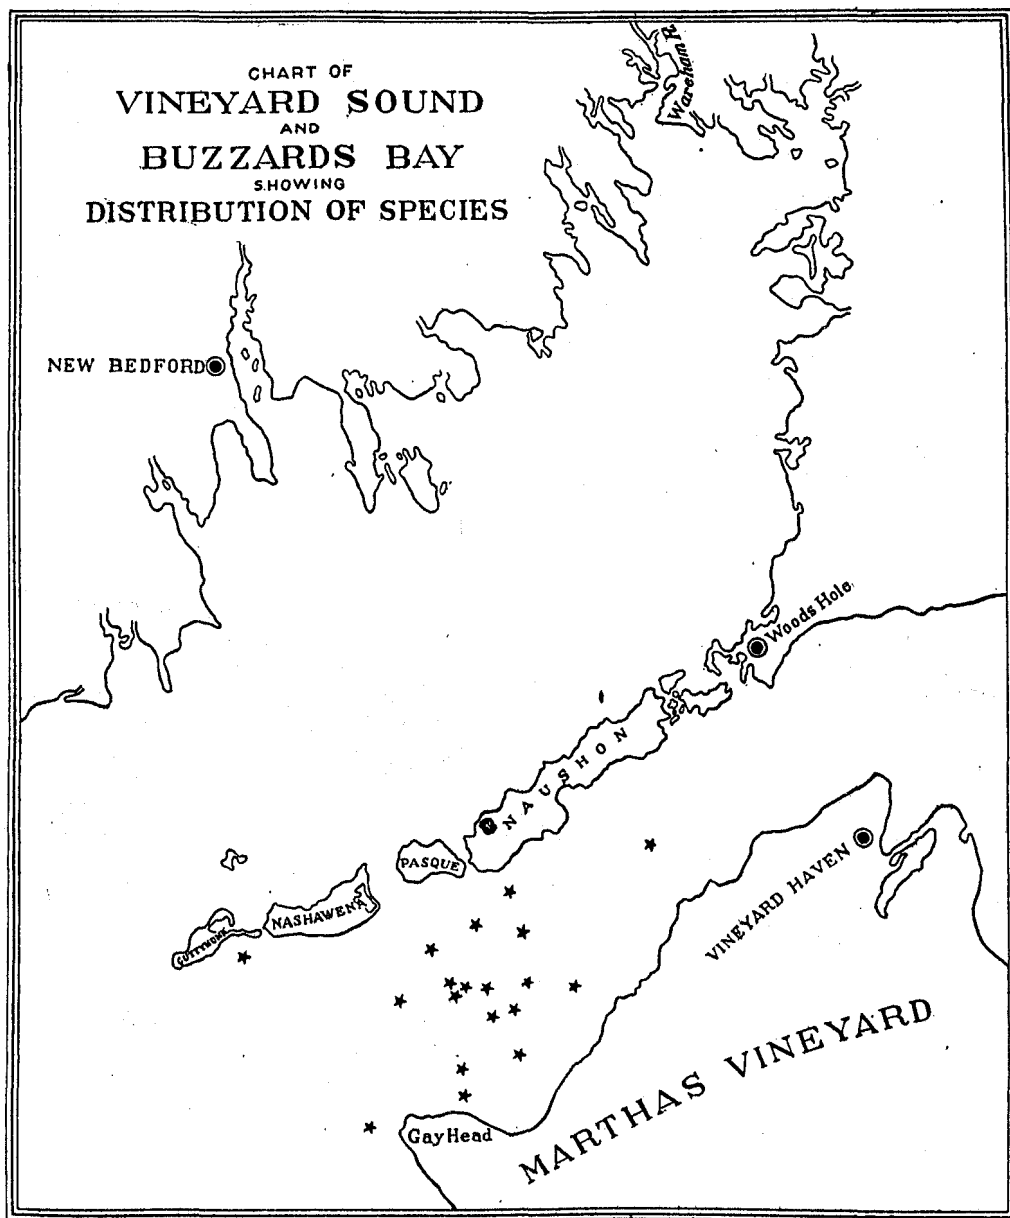 CHART OF
VINEYARD SOUND
AND
BUZZARDS BAY
SHOWING
DISTRIBUTION OF SPECIES
Wareham R.
NEW BEDFORD
Woods Hole
NAUSHON
PASQUE
NASHAWENA
CUTTYHUNK
VINEYARD HAVEN
MARTHAS VINEYARD
Gay Head